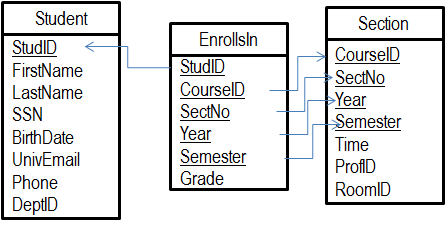 Student
StudID
FirstName
LastName
SSN
BirthDate
UnivEmail
Phone
DeptID
EnrollsIn
StudID
CourseID
SectNo
Year
Semester
Grade
Section
CourseID
SectNo
Year
Semester
Time
ProfID
RoomID